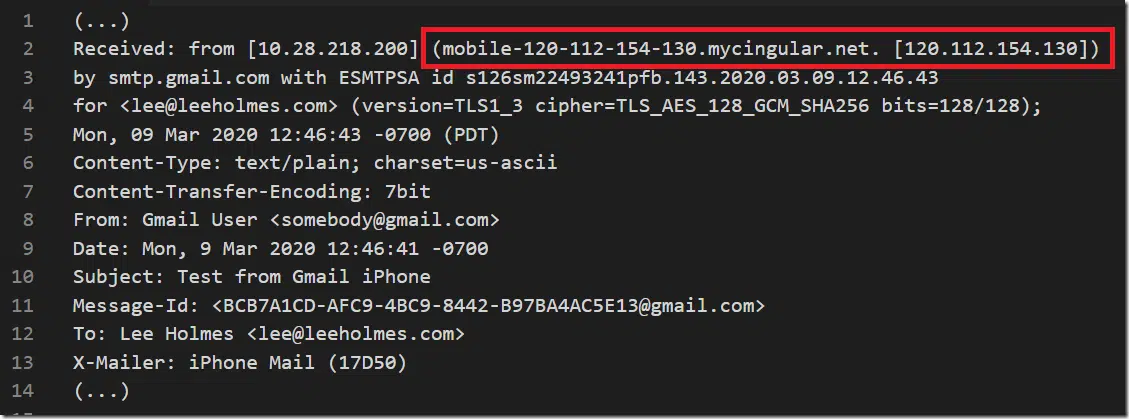 1 (...)
2 Received: from [10.28.218.200] (mobile-120-112-154-130.mycingular.net. [120.112.154.130])
3 by smtp.gmail.com with ESMTPSA id s126sm22493241pfb.143.2020.03.09.12.46.43
4 for <lee@leeholmes.com> (version=TLS1_3 cipher=TLS_AES_128_GCM_SHA256 bits=128/128);
5 Mon, 09 Mar 2020 12:46:43 -0700 (PDT)
6 Content-Type: text/plain; charset=us-ascii
7 Content-Transfer-Encoding: 7bit
8 From: Gmail User <somebody@gmail.com>
9 Date: Mon, 9 Mar 2020 12:46:41 -0700
10 Subject: Test from Gmail iPhone
11 Message-Id: <BCB7A1CD-AFC9-4BC9-8442-B97BA4AC5E13@gmail.com>
12 To: Lee Holmes <lee@leeholmes.com>
13 X-Mailer: iPhone Mail (17D50)
14 (...)